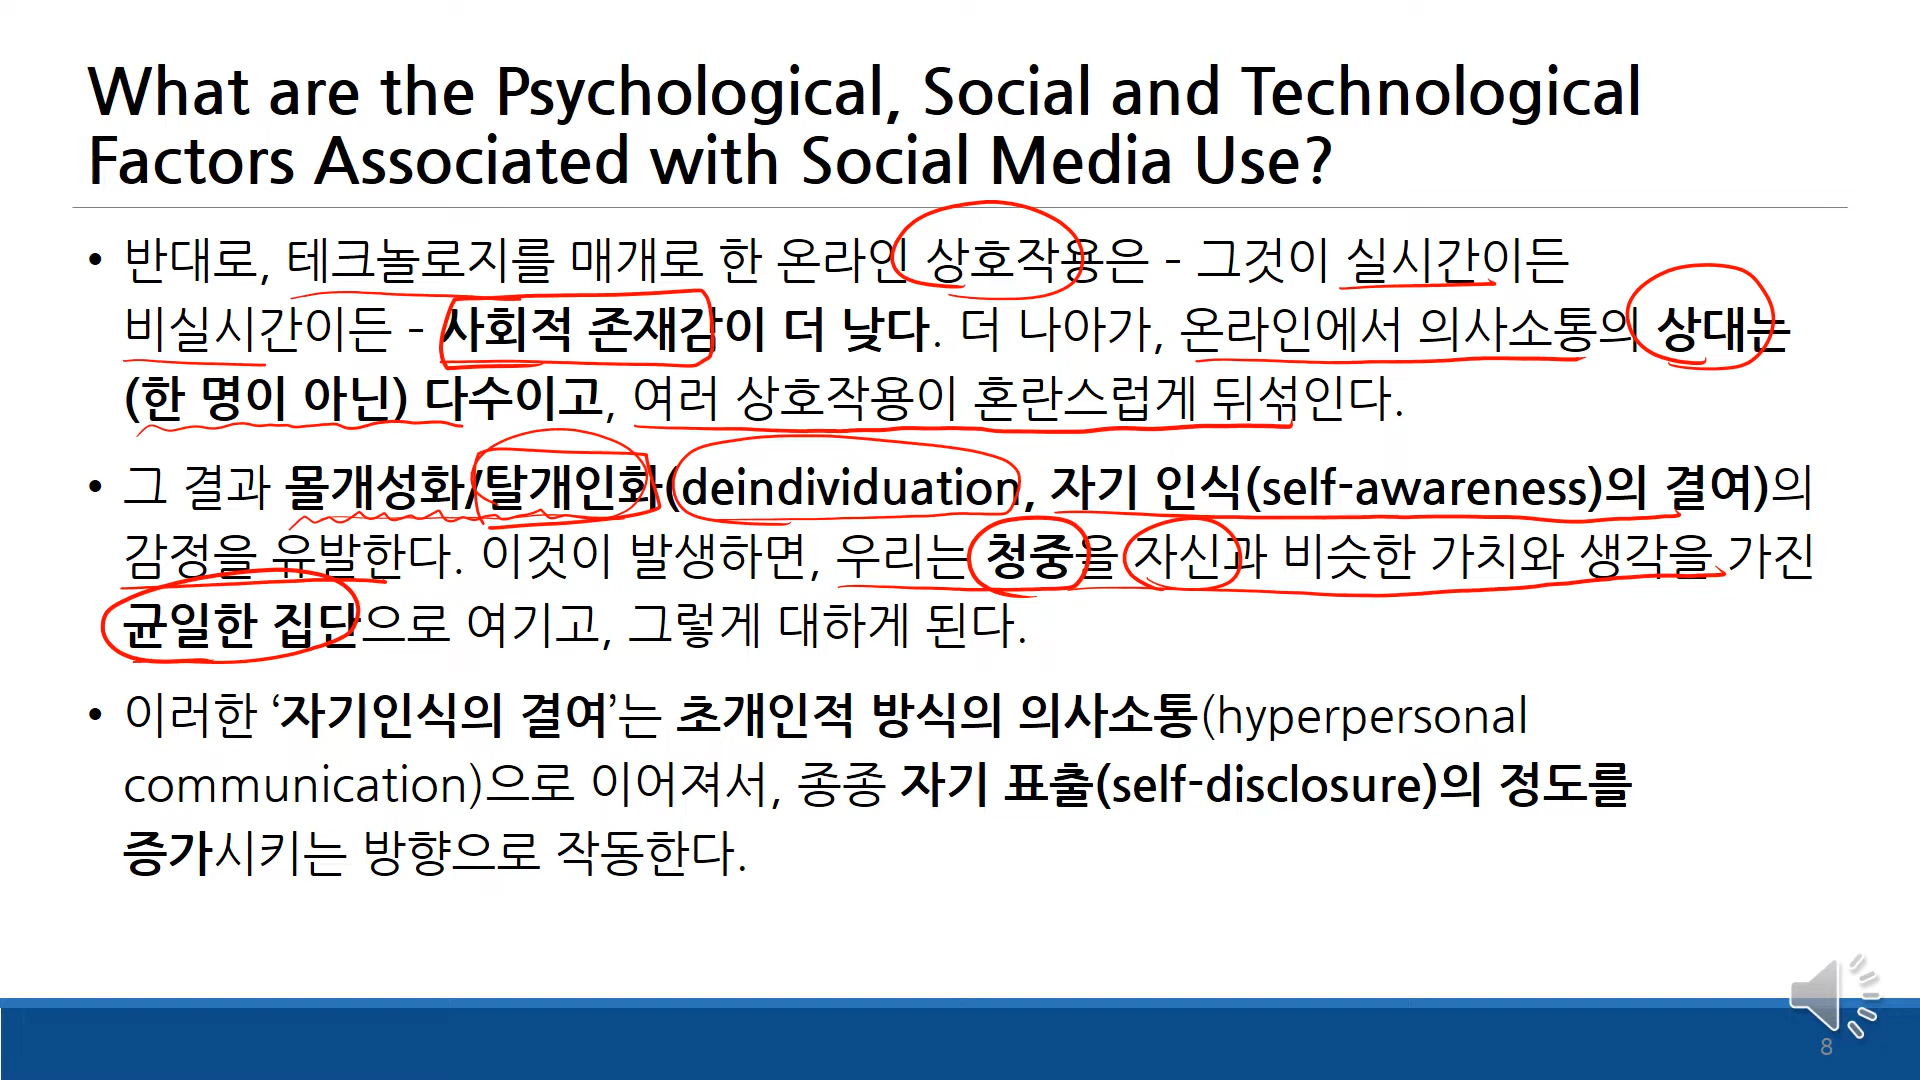 What are the Psychological, Social and Technological
Factors Associated with Social Media Use?
• 반대로, 테크놀로지를 매개로 한 온라인 상호작용은 – 그것이 실시간이든
비실시간이든 – 사회적 존재감이 더 낮다. 더 나아가, 온라인에서 의사소통의 상대는
(한 명이 아닌) 다수이고, 여러 상호작용이 혼란스럽게 뒤섞인다.
• 그 결과 몰개성화/탈개인화(deindividuation, 자기 인식(self-awareness)의 결여)의
감정을 유발한다. 이것이 발생하면, 우리는 청중을 자신과 비슷한 가치와 생각을 가진
균일한 집단으로 여기고, 그렇게 대하게 된다.
• 이러한 ‘자기인식의 결여’는 초개인적 방식의 의사소통(hyperpersonal
communication)으로 이어져서, 종종 자기 표출(self-disclosure)의 정도를
증가시키는 방향으로 작동한다.
8